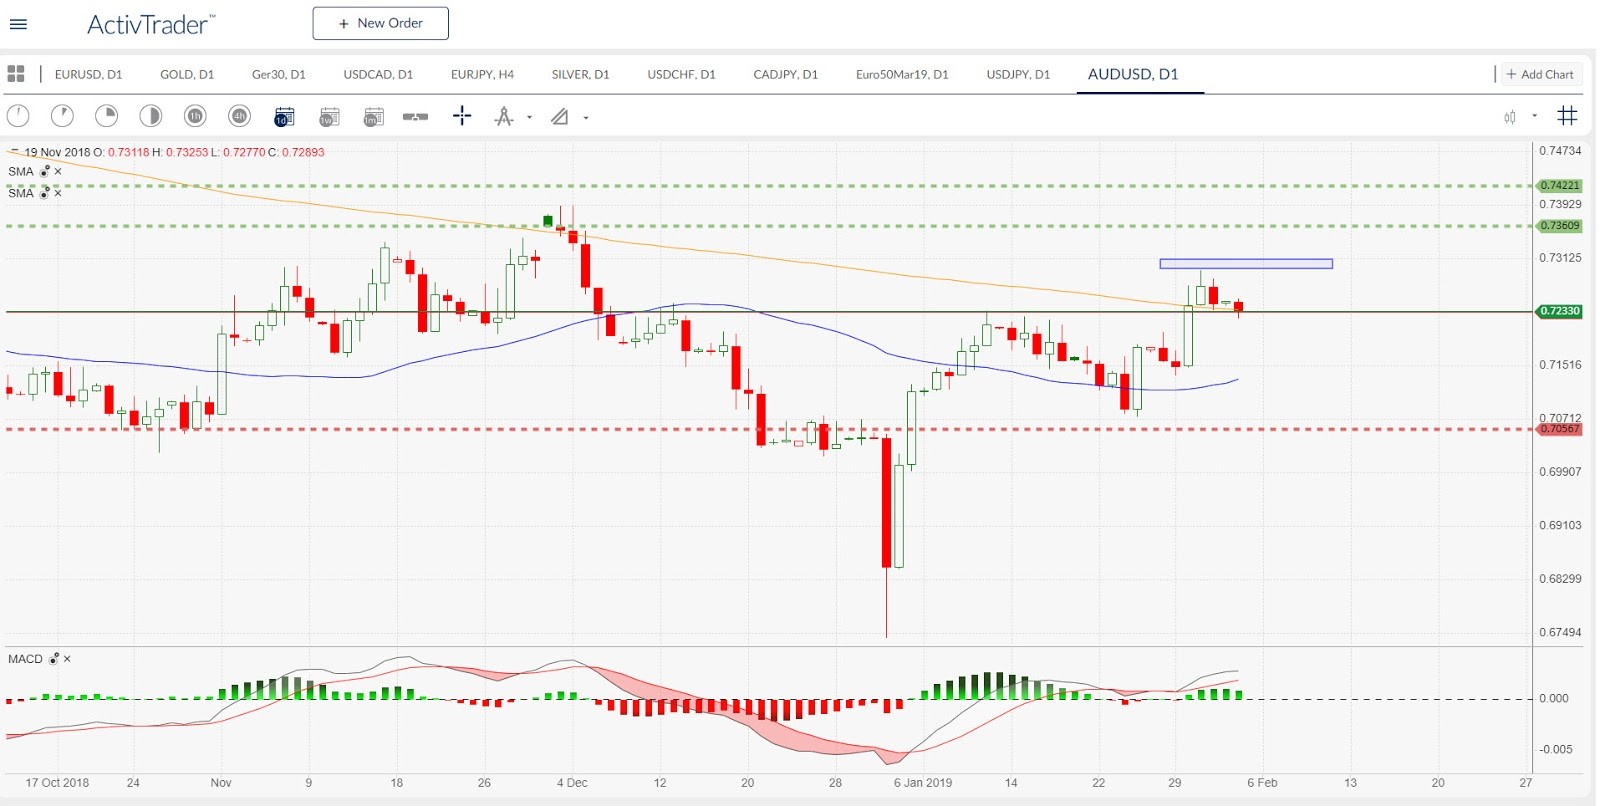 ActivTrader™
+ New Order
EURUSD, D1 GOLD, D1 Ger30, D1 USDCAD, D1 EURJPY, H4 SILVER, D1 USDCHF, D1 CADJPY, D1 Euro50Mar19, D1 USDJPY, D1 AUDUSD, D1 + Add Chart
1h 4h 1d 1w 1m
19 Nov 2018 O: 0.73118 H: 0.73253 L: 0.72770 C: 0.72893
SMA
SMA
0.74734
0.74221
0.73929
0.73609
0.73125
0.72330
0.71516
0.70712
0.70567
0.69907
0.69103
0.68299
0.67494
MACD
0.000
-0.005
17 Oct 2018 24 Nov 9 18 26 4 Dec 12 20 28 6 Jan 2019 14 22 29 6 Feb 13 20 27